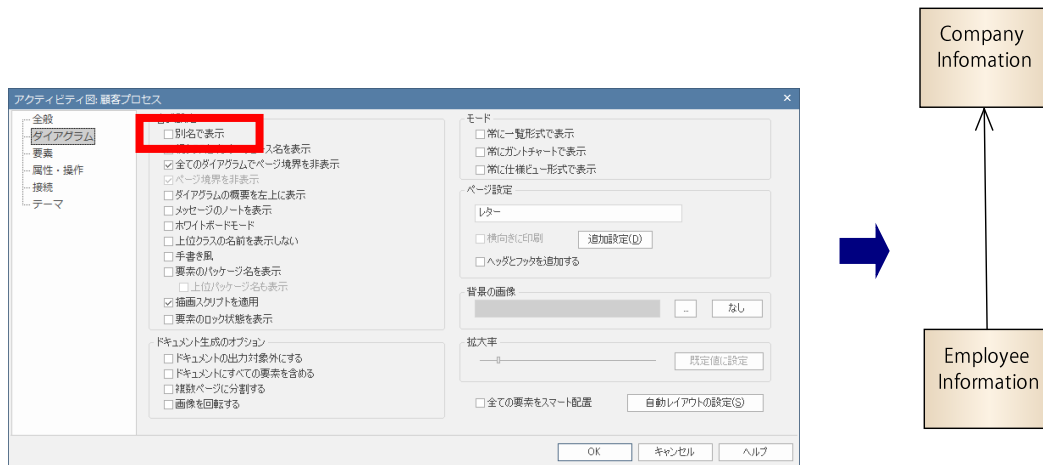 アクティビティ図: 顧客プロセス
全般
ダイアグラム
要素
属性・操作
接続
テーマ
別名で表示
ス名を表示
全てのダイアグラムでページ境界を非表示
ページ境界を非表示
ダイアグラムの概要を左上に表示
メッセージのノートを表示
ホワイトボードモード
上位クラスの名前を表示しない
手書き風
要素のパッケージ名を表示
上位パッケージ名も表示
描画スクリプトを適用
要素のロック状態を表示
ドキュメント生成のオプション
ドキュメントの出力対象外にする
ドキュメントにすべての要素を含める
複数ページに分割する
画像を回転する
モード
常に一覧形式で表示
常にガントチャートで表示
常に仕様ビュー形式で表示
ページ設定
レター
横向きに印刷 追加設定(D)
ヘッダとフッタを追加する
背景の画像
.. なし
拡大率
既定値に設定
全ての要素をスマート配置 自動レイアウトの設定(S)
OK キャンセル ヘルプ
Company
Infomation
Employee
Information